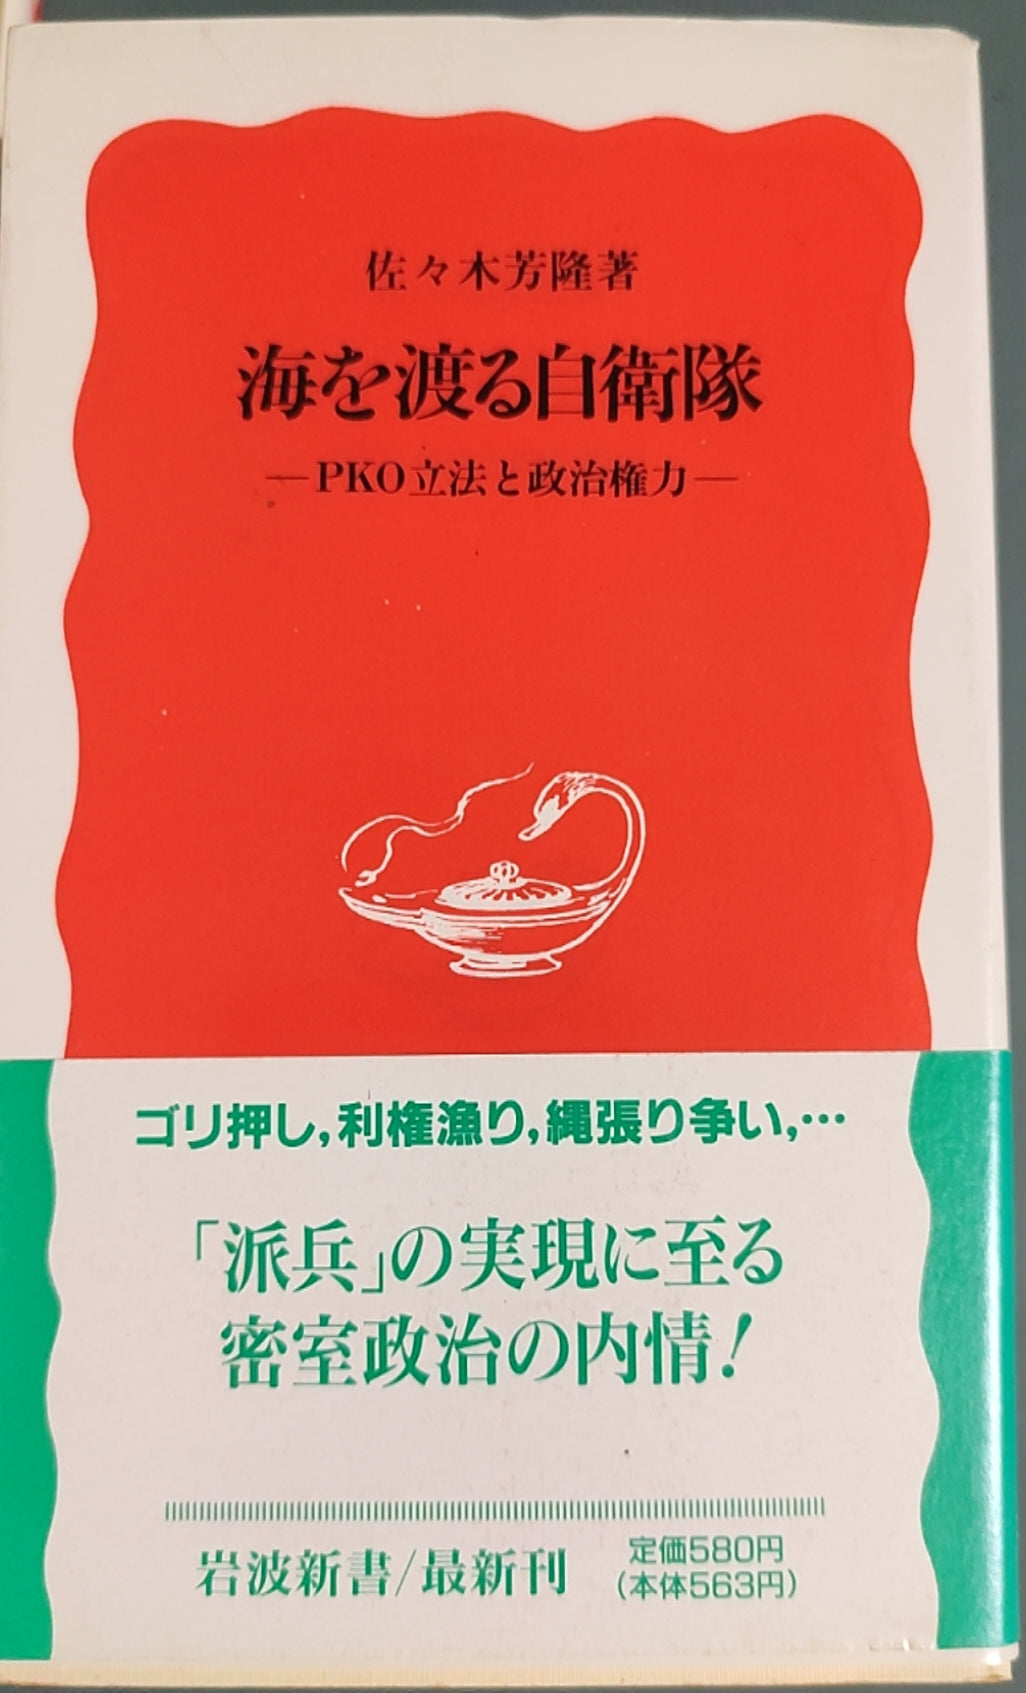 佐々木芳隆著
海を渡る自衛隊
―PKO立法と政治権力―
ゴリ押し,利権漁り,縄張り争い,…
「派兵」の実現に至る
密室政治の内情!
岩波新書/最新刊
定価580円
(本体563円)